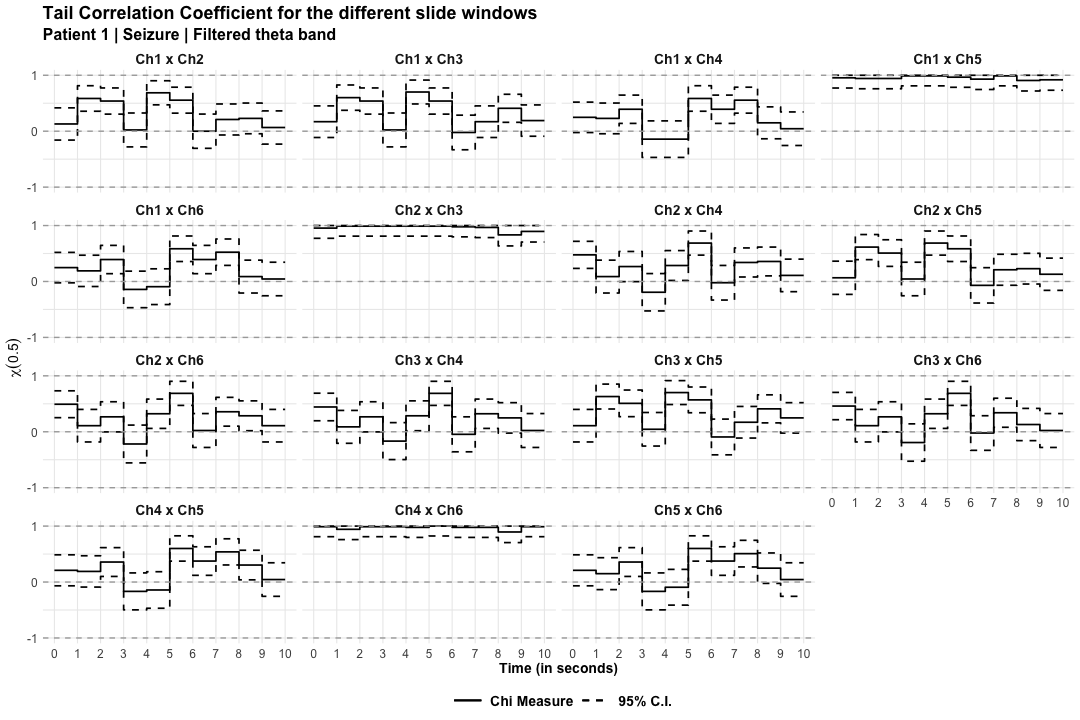 Tail Correlation Coefficient for the different slide windows
Patient 1 | Seizure | Filtered theta band
Ch1 x Ch2
Ch1 x Ch3
Ch1 x Ch4
Ch1 x Ch5
1
0
-1
Ch1 x Ch6
Ch2 x Ch3
Ch2 x Ch4
Ch2 x Ch5
1
0
-1
χ(0.5)
Ch2 x Ch6
Ch3 x Ch4
Ch3 x Ch5
Ch3 x Ch6
1
0
-1
0 1 2 3 4 5 6 7 8 9 10
Ch4 x Ch5
Ch4 x Ch6
Ch5 x Ch6
1
0
-1
0 1 2 3 4 5 6 7 8 9 10
0 1 2 3 4 5 6 7 8 9 10
0 1 2 3 4 5 6 7 8 9 10
Time (in seconds)
Chi Measure
95% C.I.